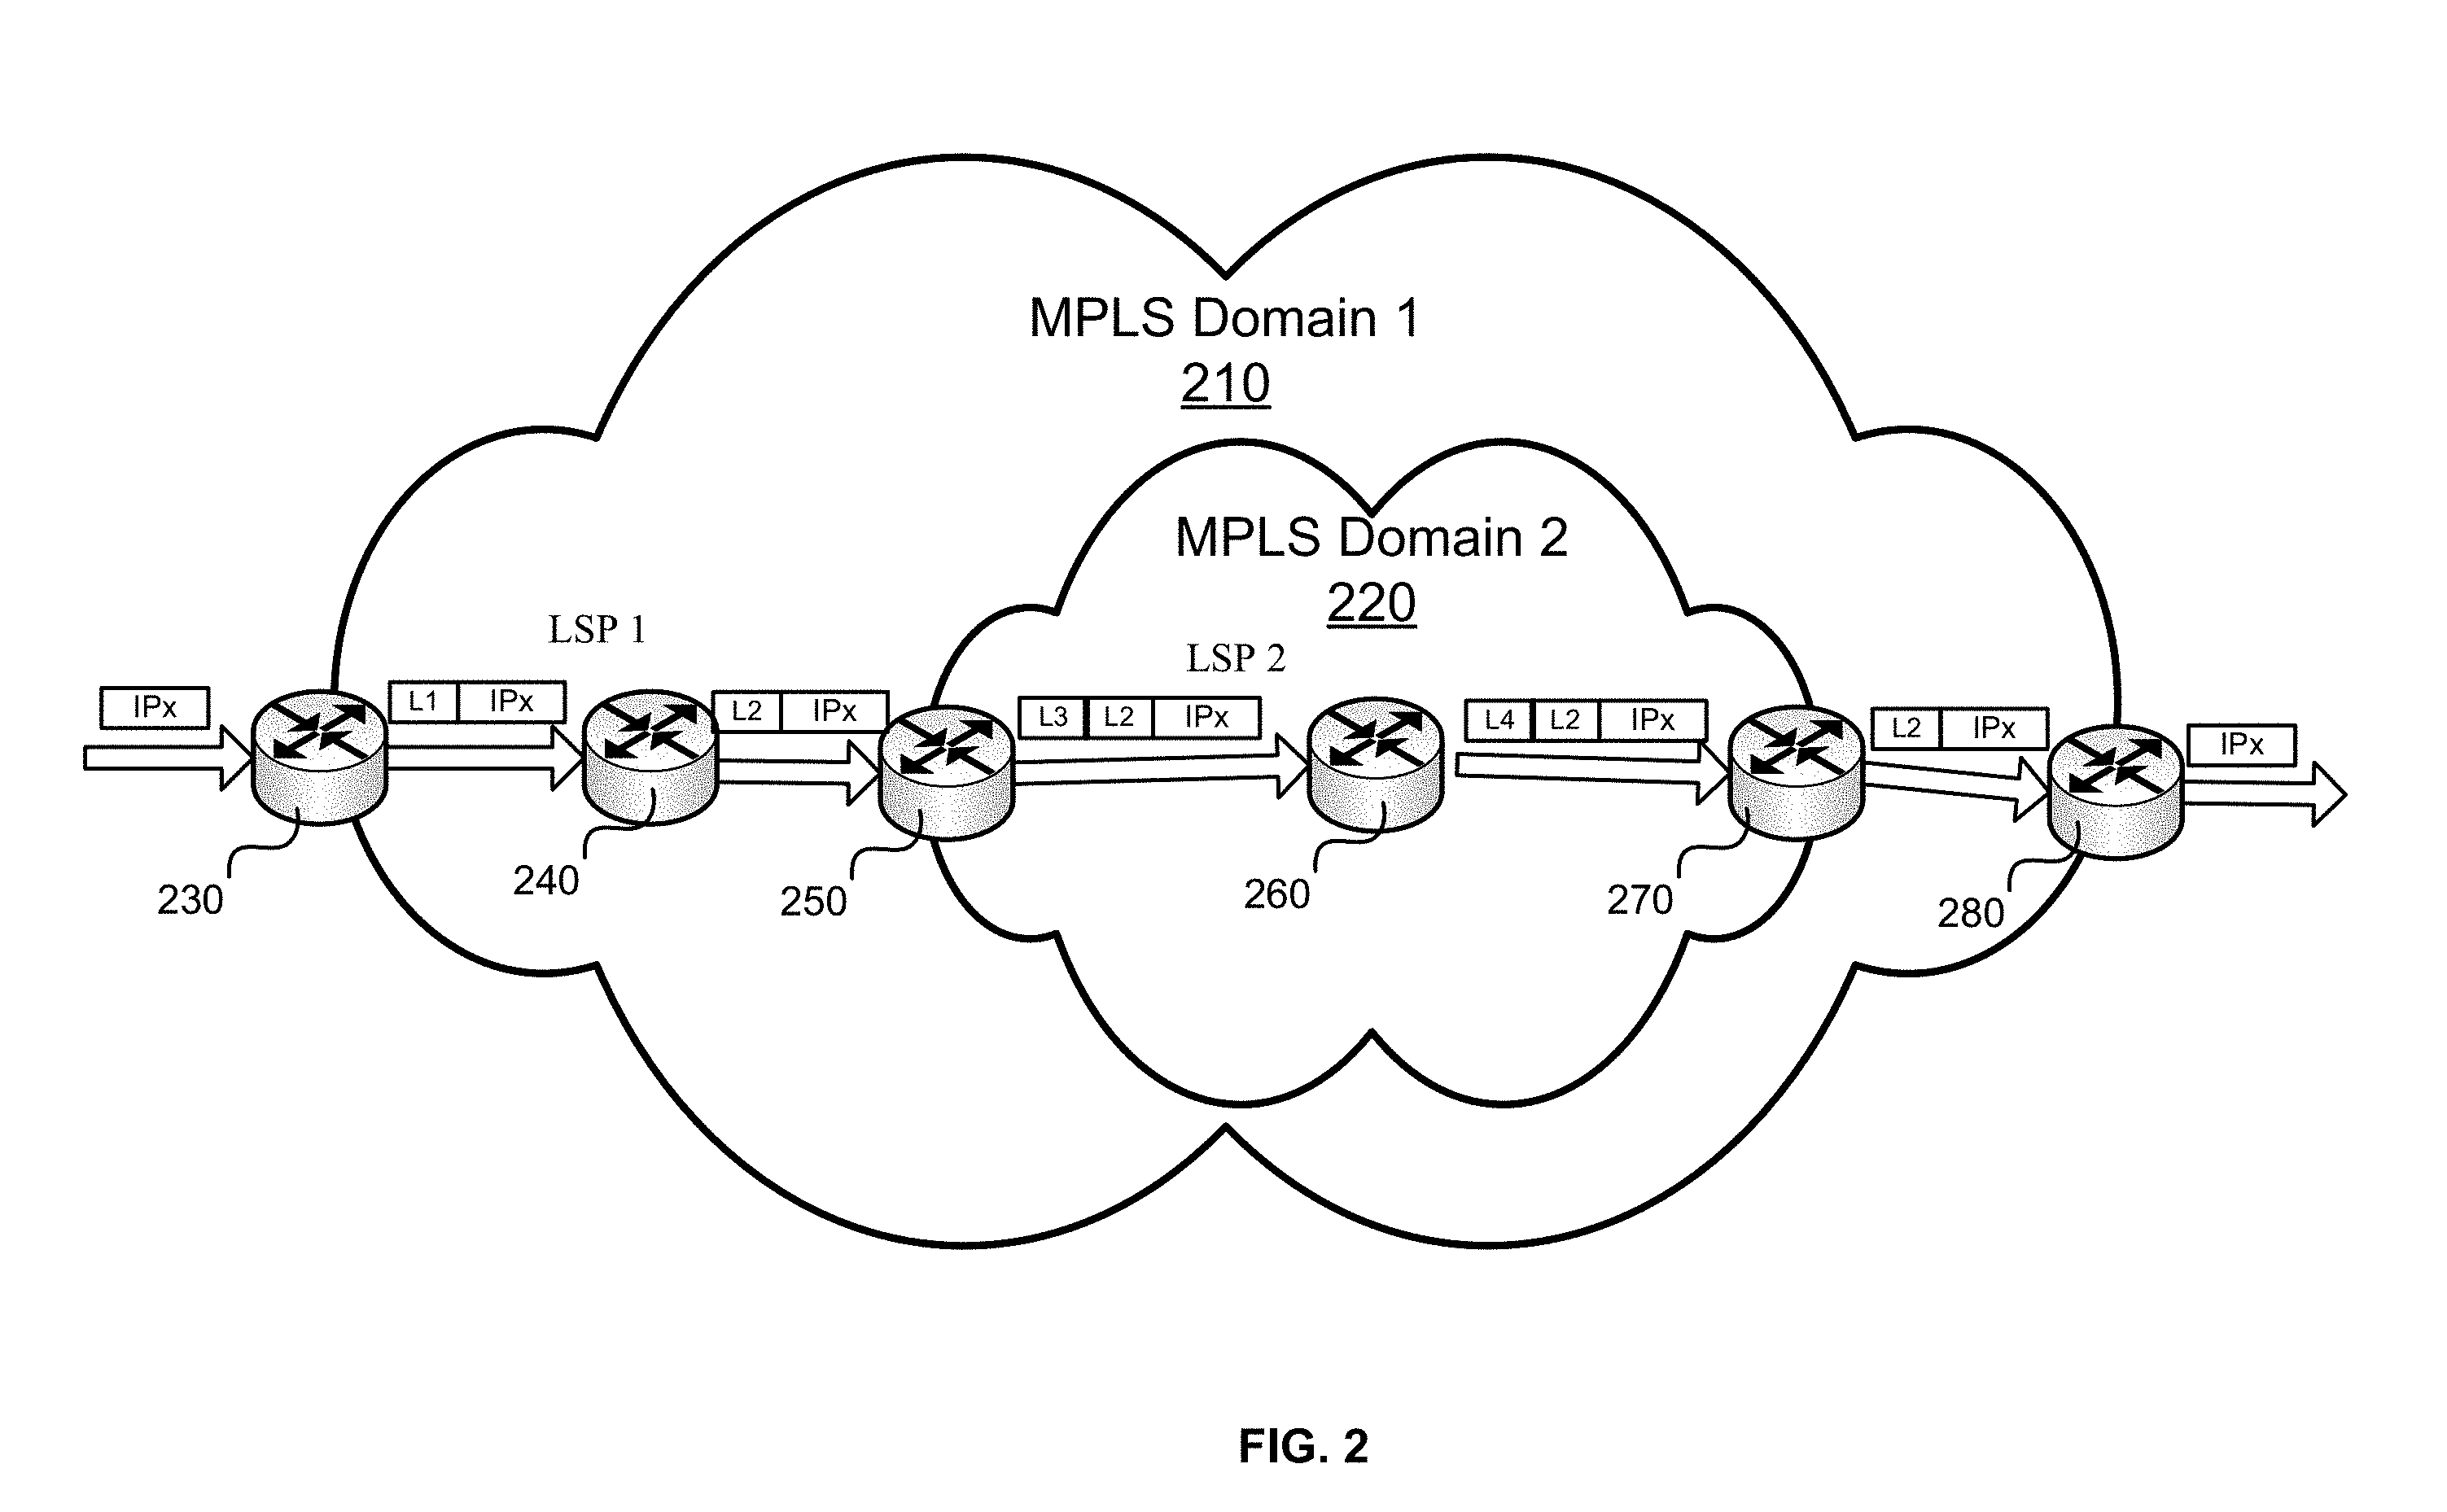 MPLS Domain 1
210
MPLS Domain 2
220
LSP 1
LSP 2
IPx
L1 IPx
L2 IPx
L3 L2 IPx
L4 L2 IPx
L2 IPx
IPx
230
240
250
260
270
280
FIG. 2